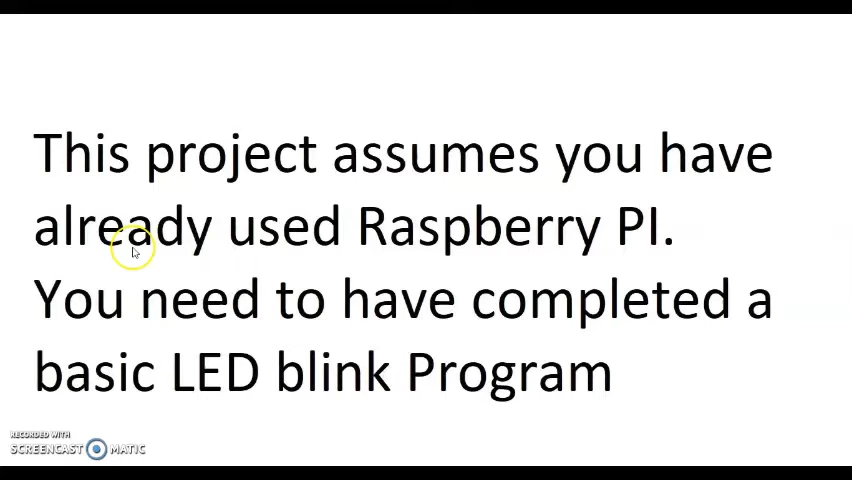 This project assumes you have
already used Raspberry PI.
You need to have completed a
basic LED blink Program
RECORDED WITH
SCREENCAST MATIC